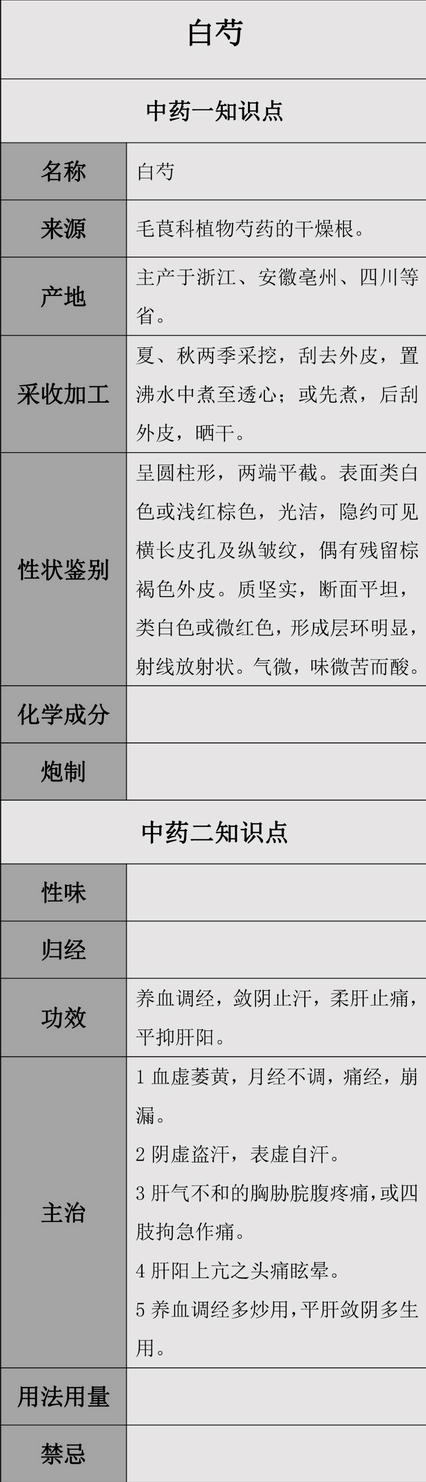 白芍
中药一知识点
名称
白芍
来源
毛茛科植物芍药的干燥根。
产地
主产于浙江、安徽亳州、四川等
省。
采收加工
夏、秋两季采挖，刮去外皮，置
沸水中煮至透心；或先煮，后刮
外皮，晒干。
性状鉴别
呈圆柱形，两端平截。表面类白
色或浅红棕色，光洁，隐约可见
横长皮孔及纵皱纹，偶有残留棕
褐色外皮。质坚实，断面平坦，
类白色或微红色，形成层环明显，
射线放射状。气微，味微苦而酸。
化学成分
炮制
中药二知识点
性味
归经
功效
养血调经，敛阴止汗，柔肝止痛，
平抑肝阳。
主治
1 血虚萎黄，月经不调，痛经，崩
漏。
2 阴虚盗汗，表虚自汗。
3 肝气不和的胸胁脘腹疼痛，或四
肢拘急作痛。
4 肝阳上亢之头痛眩晕。
5 养血调经多炒用，平肝敛阴多生
用。
用法用量
禁忌